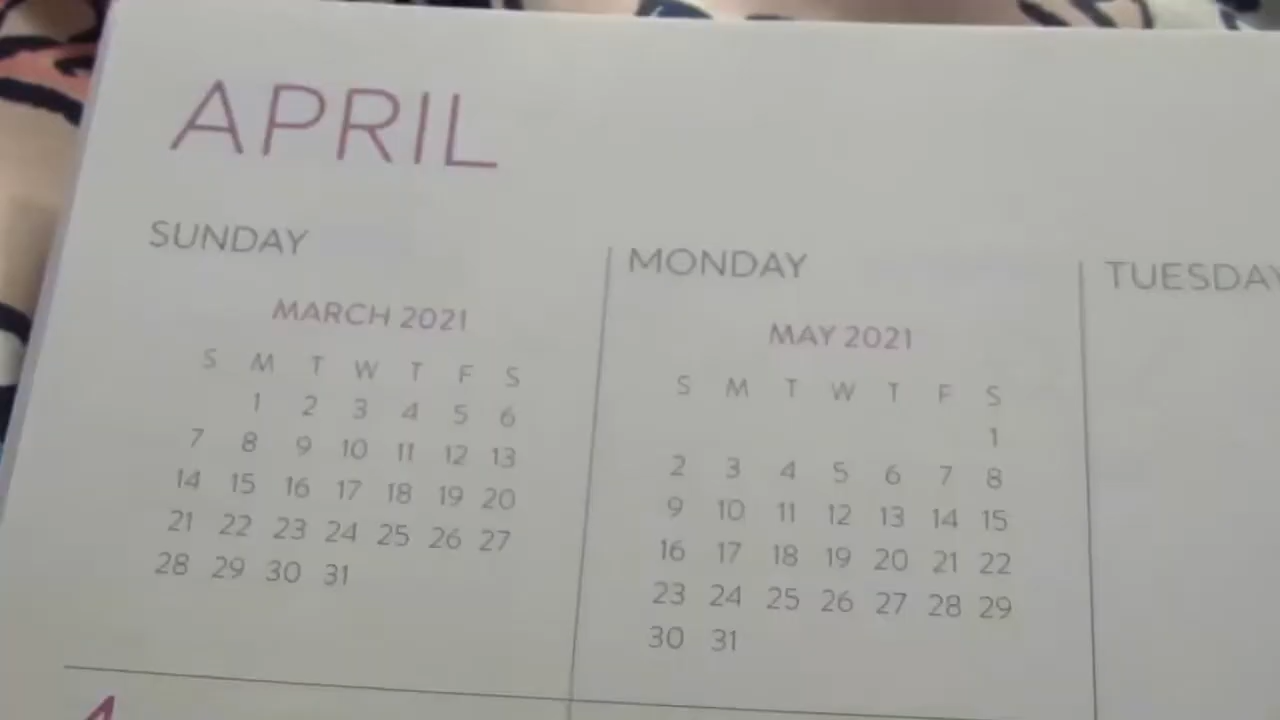 APRIL
SUNDAY
MONDAY
TUESDAY
MARCH 2021
S M T W T F S
1 2 3 4 5 6
7 8 9 10 11 12 13
14 15 16 17 18 19 20
21 22 23 24 25 26 27
28 29 30 31
MAY 2021
S M T W T F S
1
2 3 4 5 6 7 8
9 10 11 12 13 14 15
16 17 18 19 20 21 22
23 24 25 26 27 28 29
30 31
4